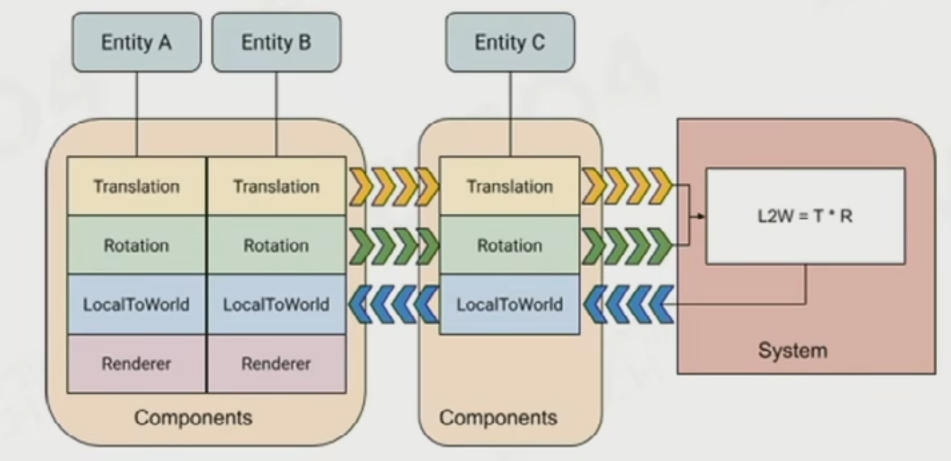 Entity A
Entity B
Entity C
Translation
Translation
Translation
Rotation
Rotation
Rotation
L2W = T * R
LocalToWorld
LocalToWorld
LocalToWorld
Renderer
Renderer
System
Components
Components